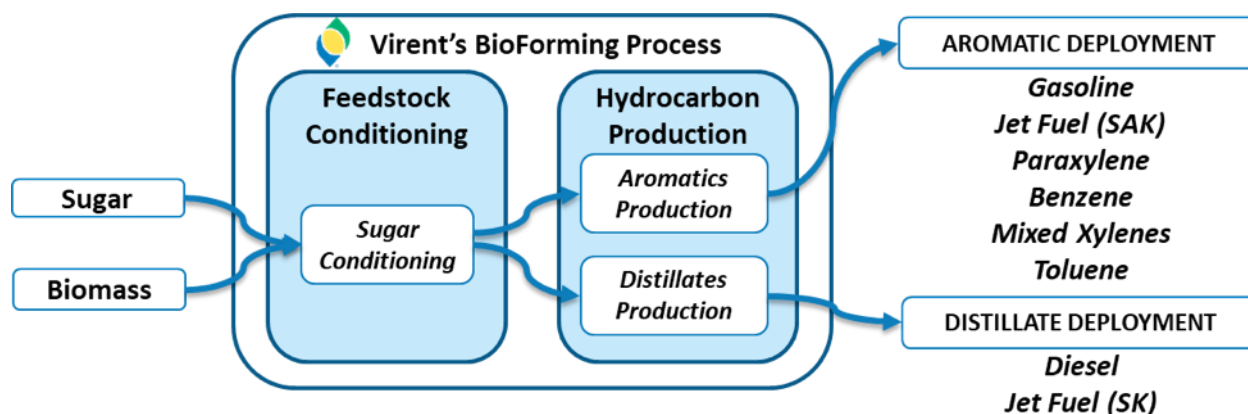 Virent's BioForming Process
Sugar
Biomass
Feedstock
Conditioning
Sugar
Conditioning
Hydrocarbon
Production
Aromatics
Production
Distillates
Production
AROMATIC DEPLOYMENT
Gasoline
Jet Fuel (SAK)
Paraxylene
Benzene
Mixed Xylenes
Toluene
DISTILLATE DEPLOYMENT
Diesel
Jet Fuel (SK)